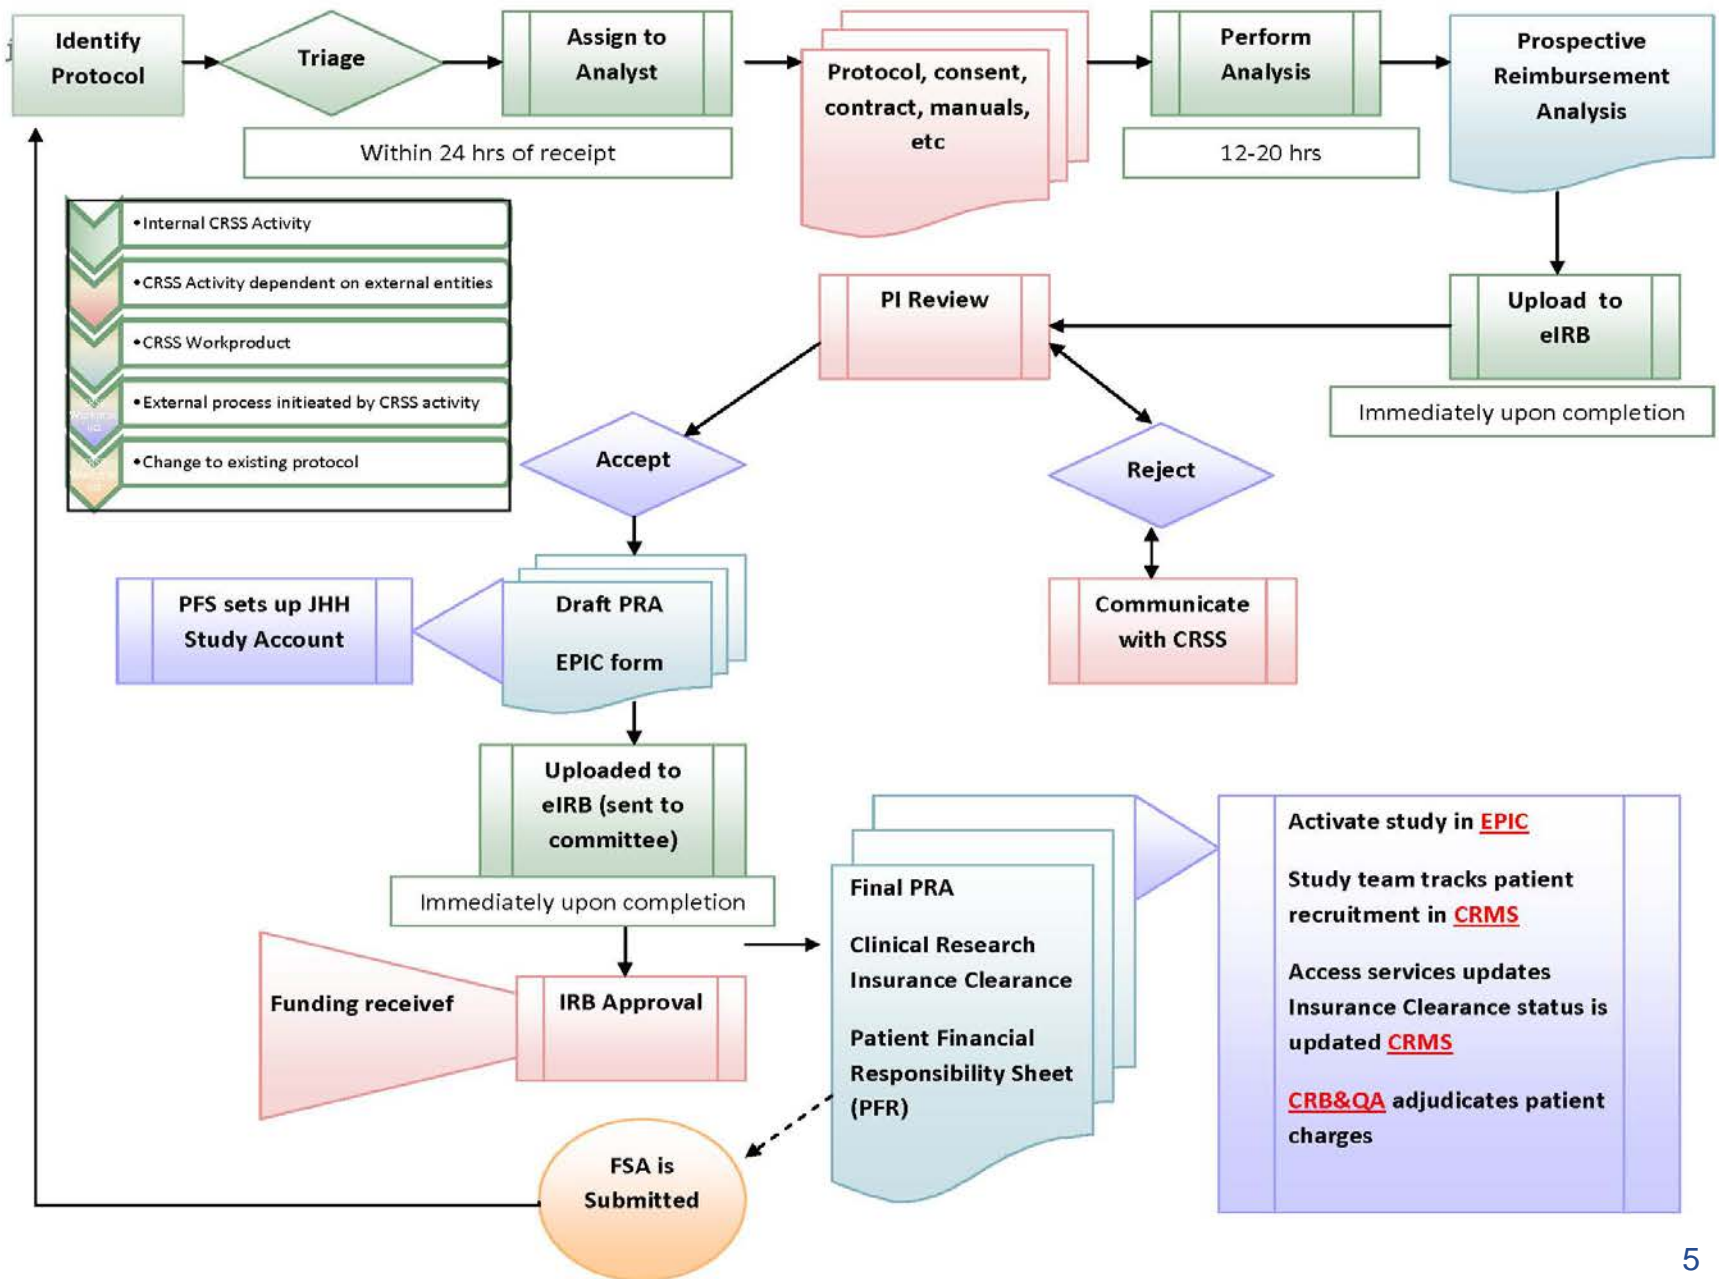 Identify
Protocol
Triage
Assign to
Analyst
Protocol, consent,
contract, manuals,
etc
Perform
Analysis
Prospective
Reimbursement
Analysis
Within 24 hrs of receipt
12-20 hrs
•Internal CRSS Activity
•CRSS Activity dependent on external entities
•CRSS Workproduct
•External process initieated by CRSS activity
•Change to existing protocol
PI Review
Upload to
eIRB
Immediately upon completion
Accept
Reject
PFS sets up JHH
Study Account
Draft PRA
EPIC form
Communicate
with CRSS
Uploaded to
eIRB (sent to
committee)
Immediately upon completion
Funding receivef
IRB Approval
Final PRA
Clinical Research
Insurance Clearance
Patient Financial
Responsibility Sheet
(PFR)
Activate study in EPIC
Study team tracks patient
recruitment in CRMS
Access services updates
Insurance Clearance status is
updated CRMS
CRB&QA adjudicates patient
charges
FSA is
Submitted
5